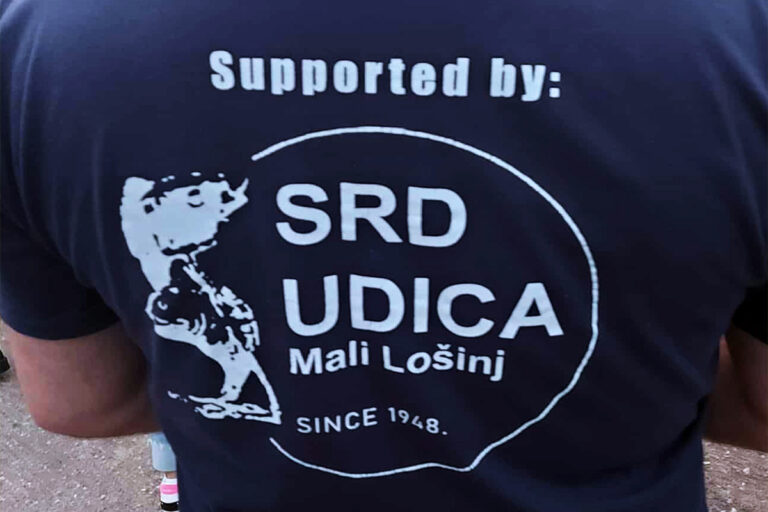 Supported by:
SRD
UDICA
Mali Lošinj
SINCE 1948.